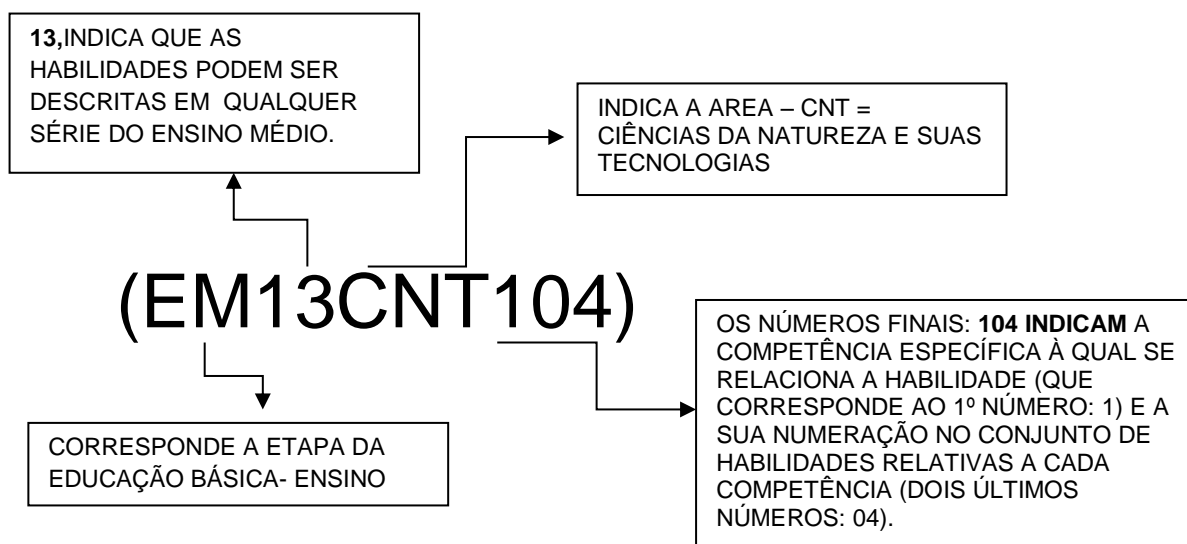 13,INDICA QUE AS
HABILIDADES PODEM SER
DESCRITAS EM QUALQUER
SÉRIE DO ENSINO MÉDIO.
INDICA A AREA – CNT =
CIÊNCIAS DA NATUREZA E SUAS
TECNOLOGIAS
(EM13CNT104)
OS NÚMEROS FINAIS: 104 INDICAM A
COMPETÊNCIA ESPECÍFICA À QUAL SE
RELACIONA A HABILIDADE (QUE
CORRESPONDE AO 1º NÚMERO: 1) E A
SUA NUMERAÇÃO NO CONJUNTO DE
HABILIDADES RELATIVAS A CADA
COMPETÊNCIA (DOIS ÚLTIMOS
NÚMEROS: 04).
CORRESPONDE A ETAPA DA
EDUCAÇÃO BÁSICA- ENSINO